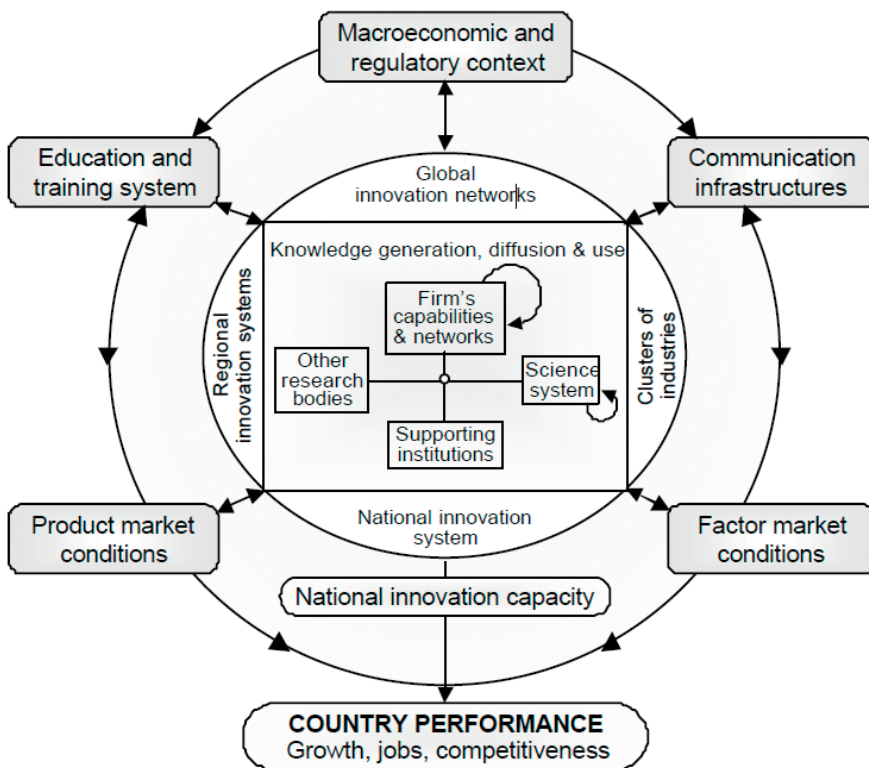 Macroeconomic and
regulatory context
Education and
training system
Communication
infrastructures
Global
innovation networks
Knowledge generation, diffusion & use
Regional
innovation systems
Clusters of
industries
Firm's
capabilities
& networks
Other
research
bodies
Science
system
Supporting
institutions
Product market
conditions
National innovation
system
Factor market
conditions
National innovation capacity
COUNTRY PERFORMANCE
Growth, jobs, competitiveness